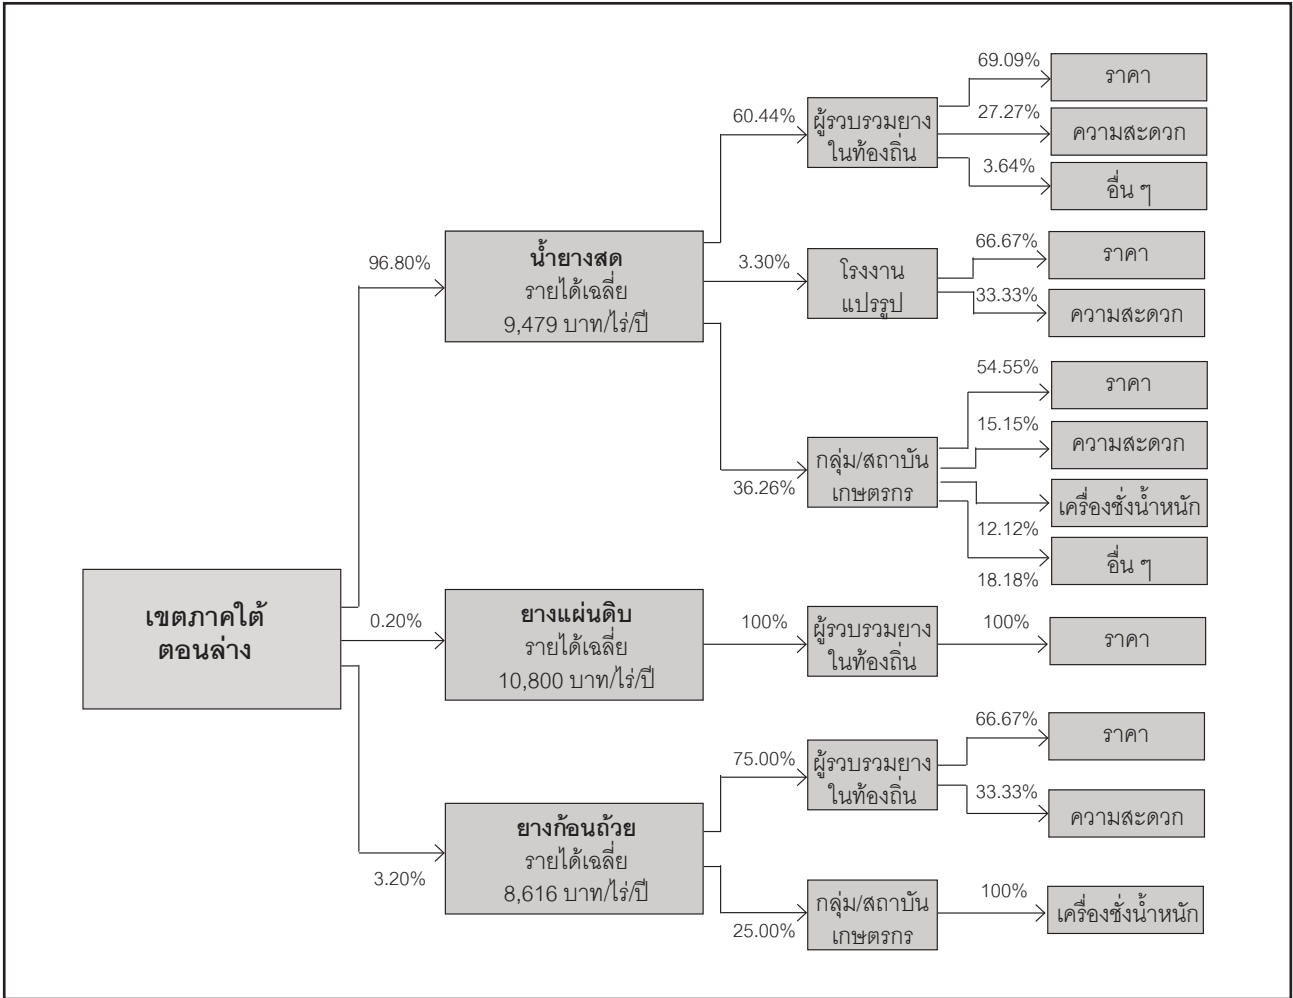 69.09%
ราคา
60.44%
ผู้รวบรวมยาง
ในท้องถิ่น
27.27%
ความสะดวก
3.64%
อื่น ๆ
96.80%
น้ำยางสด
รายได้เฉลี่ย
9,479 บาท/ไร่/ปี
3.30%
โรงงาน
แปรรูป
66.67%
ราคา
33.33%
ความสะดวก
36.26%
กลุ่ม/สถาบัน
เกษตรกร
54.55%
ราคา
15.15%
ความสะดวก
เครื่องชั่งน้ำหนัก
12.12%
อื่น ๆ
18.18%
เขตภาคใต้
ตอนล่าง
0.20%
ยางแผ่นดิบ
รายได้เฉลี่ย
10,800 บาท/ไร่/ปี
100%
ผู้รวบรวมยาง
ในท้องถิ่น
100%
ราคา
3.20%
ยางก้อนถ้วย
รายได้เฉลี่ย
8,616 บาท/ไร่/ปี
75.00%
ผู้รวบรวมยาง
ในท้องถิ่น
66.67%
ราคา
33.33%
ความสะดวก
25.00%
กลุ่ม/สถาบัน
เกษตรกร
100%
เครื่องชั่งน้ำหนัก